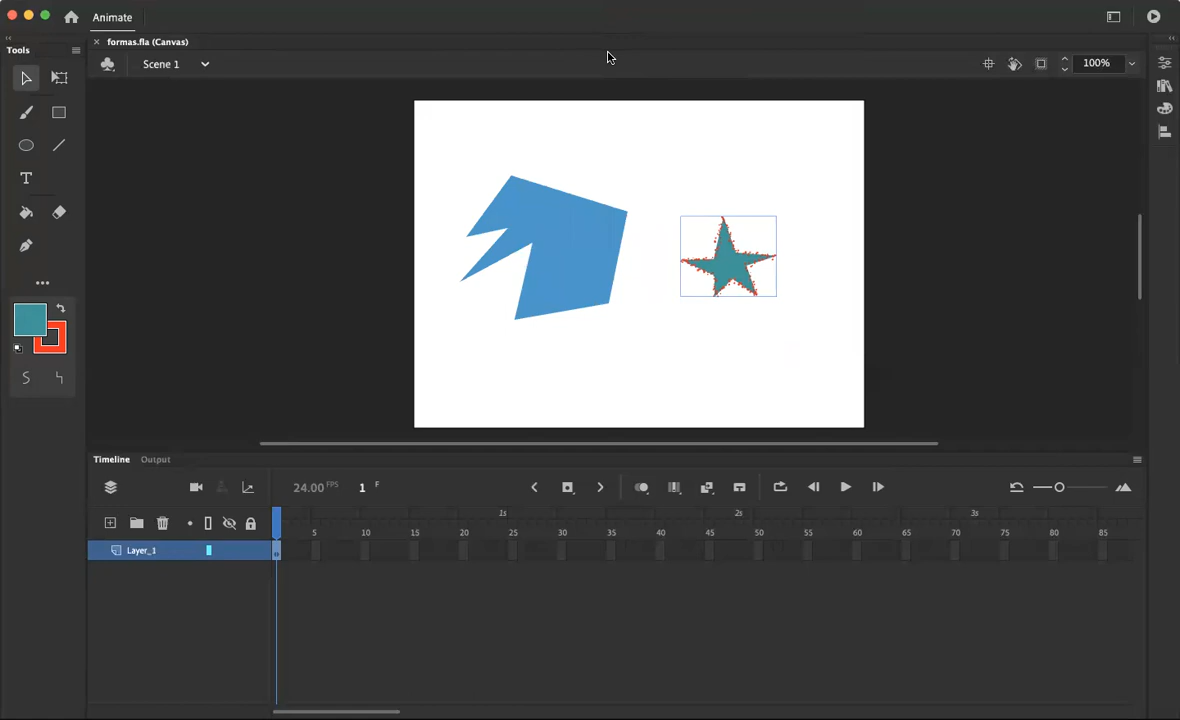 Animate
formas.fla (Canvas)
Tools
Scene 1
100%
T
Timeline Output
24.00 FPS 1 F
1s 2s 3s
5 10 15 20 25 30 35 40 45 50 55 60 65 70 75 80 85
Layer_1